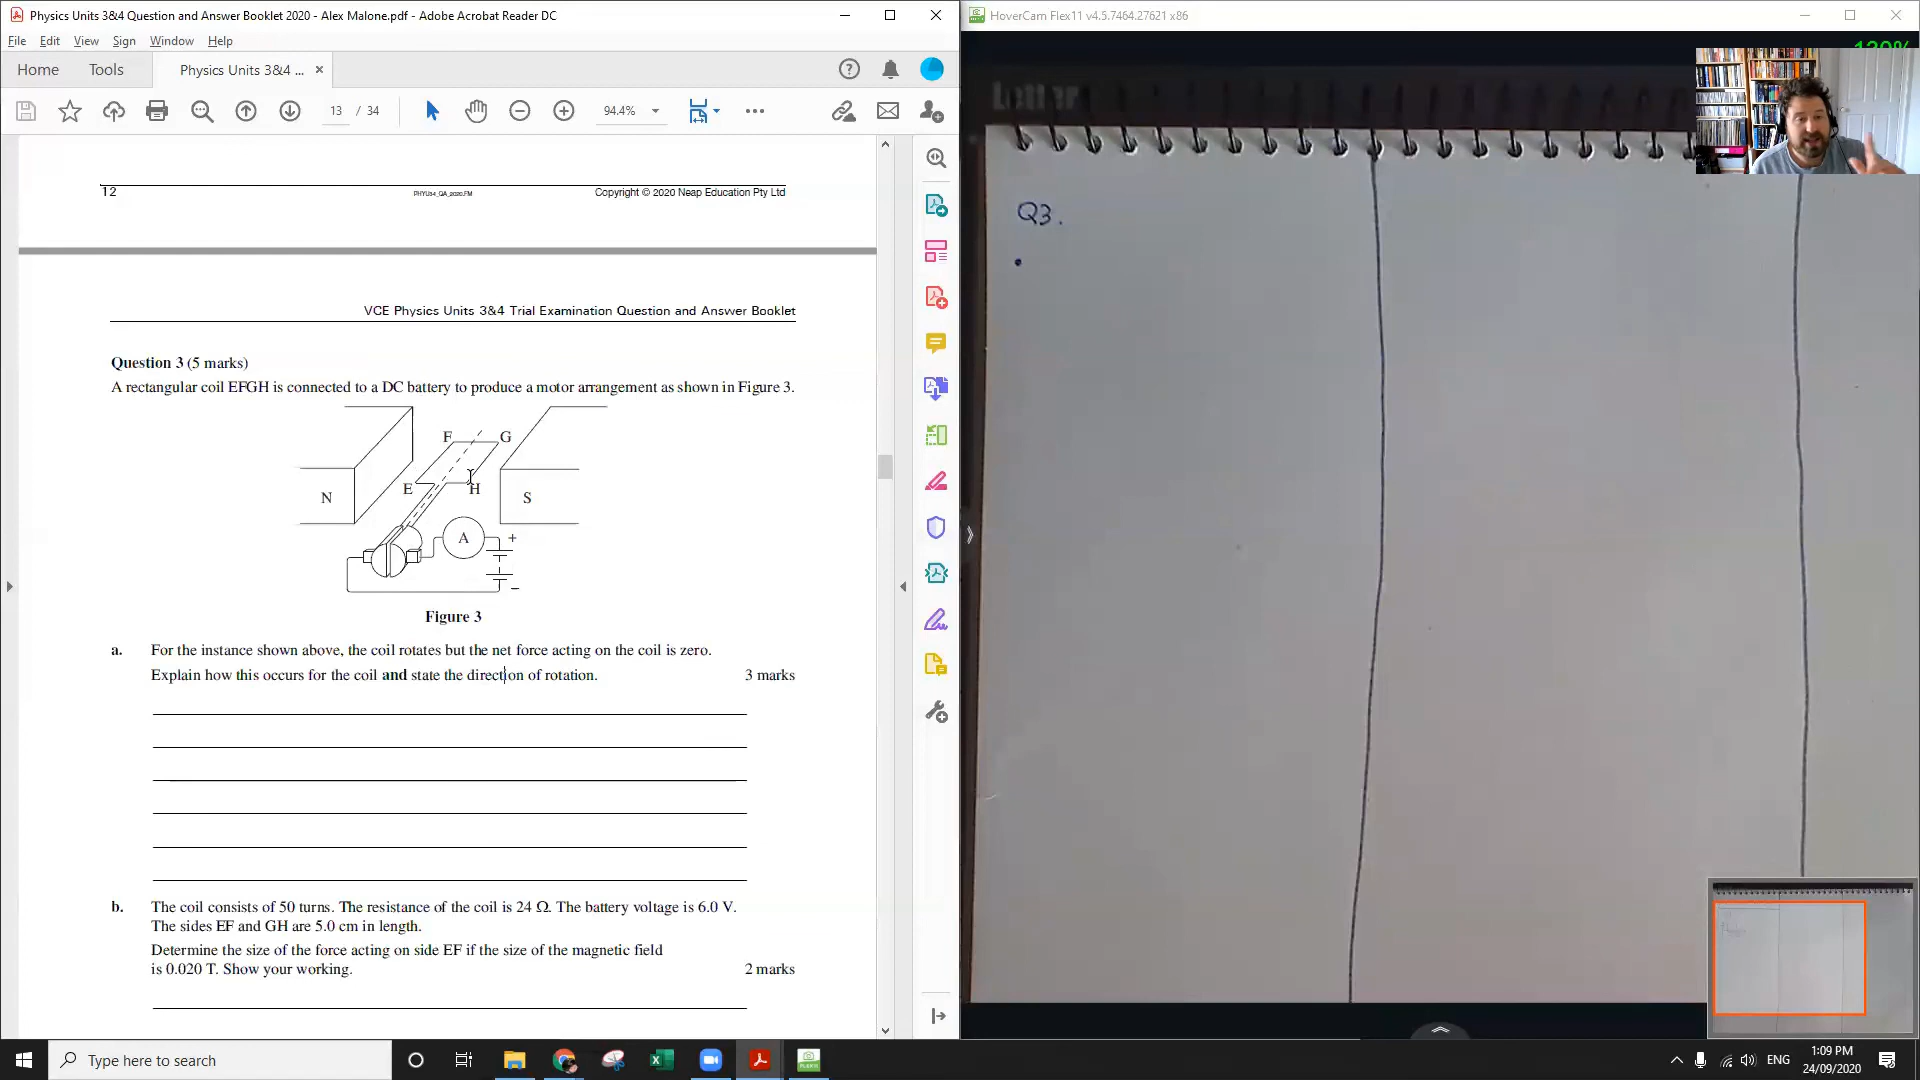 Physics Units 3&4 Question and Answer Booklet 2020 - Alex Malone.pdf - Adobe Acrobat Reader DC
File Edit View Sign Window Help
Home Tools Physics Units 3&4 ...
13 / 34 94.4%
12 PHYU34_QA_2020.FM Copyright © 2020 Neap Education Pty Ltd
VCE Physics Units 3&4 Trial Examination Question and Answer Booklet
Question 3 (5 marks)
A rectangular coil EFGH is connected to a DC battery to produce a motor arrangement as shown in Figure 3.
F G
E H
N S
A +
–
Figure 3
a. For the instance shown above, the coil rotates but the net force acting on the coil is zero.
Explain how this occurs for the coil and state the direction of rotation. 3 marks
b. The coil consists of 50 turns. The resistance of the coil is 24 Ω. The battery voltage is 6.0 V.
The sides EF and GH are 5.0 cm in length.
Determine the size of the force acting on side EF if the size of the magnetic field
is 0.020 T. Show your working. 2 marks
HoverCam Flex11 v4.5.7464.27621 x86
Letter
Q3.
Type here to search
ENG
1:09 PM
24/09/2020